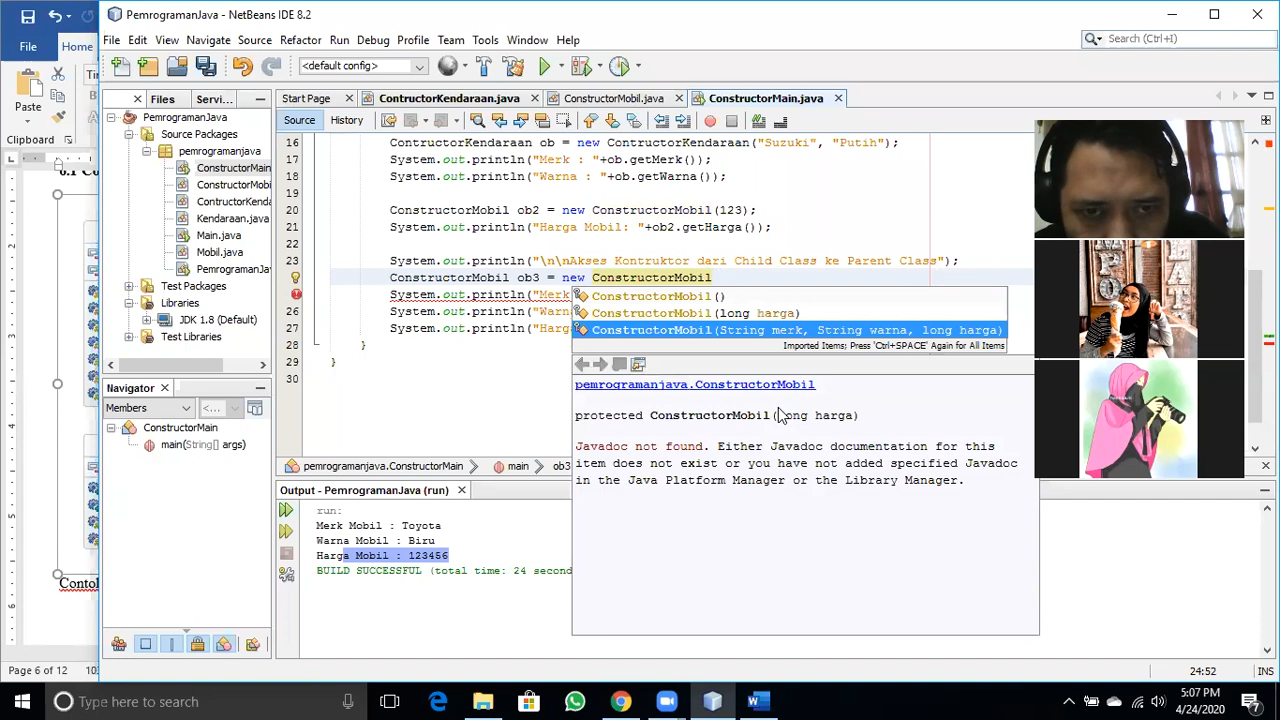 PemrogramanJava - NetBeans IDE 8.2
File Edit View Navigate Source Refactor Run Debug Profile Team Tools Window Help
Search (Ctrl+I)
File
Home
Paste
Clipboard
<default config>
Files
Servi...
Start Page
ContructorKendaraan.java
ConstructorMobil.java
ConstructorMain.java
PemrogramanJava
Source Packages
pemrogramanjava
ConstructorMain
ConstructorMobi
ContructorKenda
Kendaraan.java
Main.java
Mobil.java
PemrogramanJa
Test Packages
Libraries
JDK 1.8 (Default)
Test Libraries
Source
History
16 ContructorKendaraan ob = new ContructorKendaraan("Suzuki", "Putih");
17 System.out.println("Merk : "+ob.getMerk());
18 System.out.println("Warna : "+ob.getWarna());
19
20 ConstructorMobil ob2 = new ConstructorMobil(123);
21 System.out.println("Harga Mobil: "+ob2.getHarga());
22
23 System.out.println("\n\nAkses Kontruktor dari Child Class ke Parent Class");
ConstructorMobil ob3 = new ConstructorMobil
System.out.println("Merk
26 System.out.println("War
27 System.out.println("Harg
28 }
29 }
30
ConstructorMobil()
ConstructorMobil(long harga)
ConstructorMobil(String merk, String warna, long harga)
Imported Items; Press 'Ctrl+SPACE' Again for All Items
pemrogramanjava.ConstructorMobil
protected ConstructorMobil(long harga)
Javadoc not found. Either Javadoc documentation for this
item does not exist or you have not added specified Javadoc
in the Java Platform Manager or the Library Manager.
Navigator
Members
<...
ConstructorMain
main(String[] args)
pemrogramanjava.ConstructorMain
main
ob3
Output - PemrogramanJava (run)
run:
Merk Mobil : Toyota
Warna Mobil : Biru
Harga Mobil : 123456
BUILD SUCCESSFUL (total time: 24 second
Contol
Page 6 of 12
24:52
INS
Type here to search
5:07 PM
4/24/2020
7